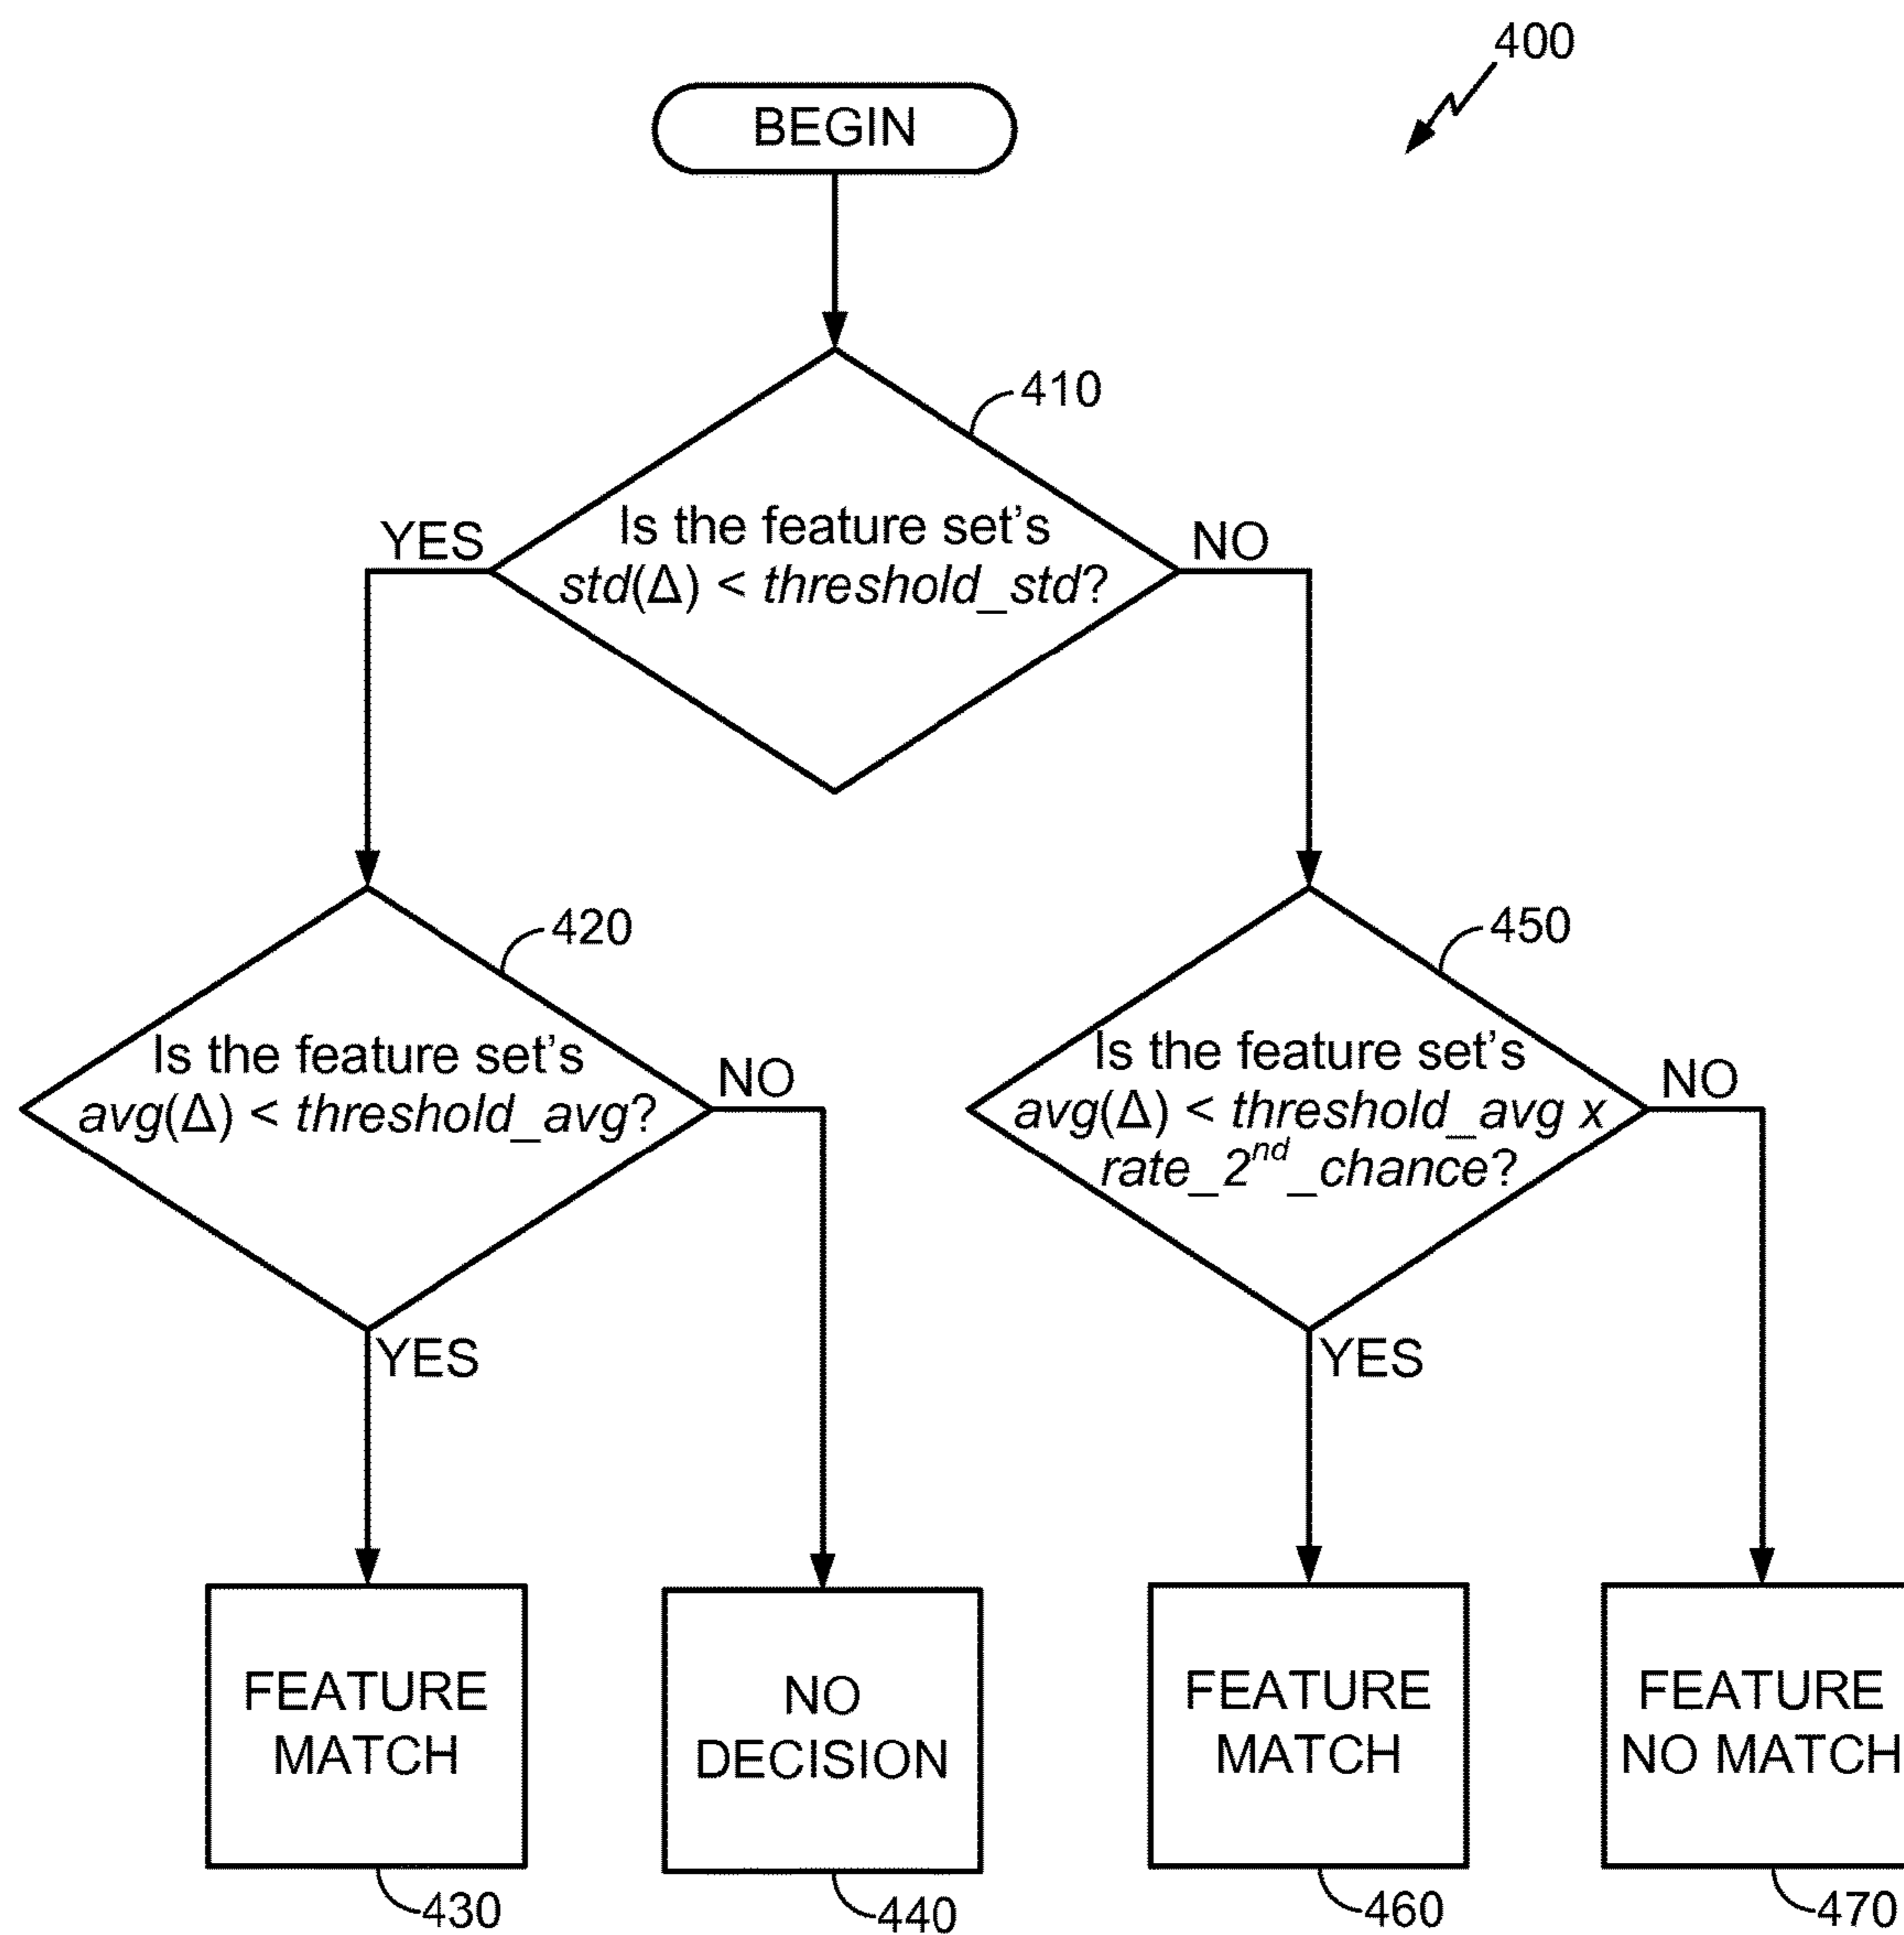 400
BEGIN
410
YES
Is the feature set's
std(Δ) < threshold_std?
NO
420
Is the feature set's
avg(Δ) < threshold_avg?
NO
YES
450
Is the feature set's
avg(Δ) < threshold_avg x
rate_2nd_chance?
NO
YES
FEATURE
MATCH
430
NO
DECISION
440
FEATURE
MATCH
460
FEATURE
NO MATCH
470